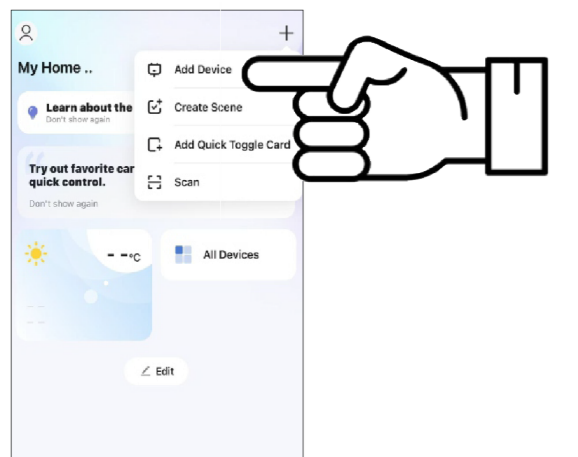 My Home ..
Add Device
Learn about the
Don't show again
Create Scene
Add Quick Toggle Card
Try out favorite car
quick control.
Scan
Don't show again
- -°C
All Devices
- -
- -
Edit